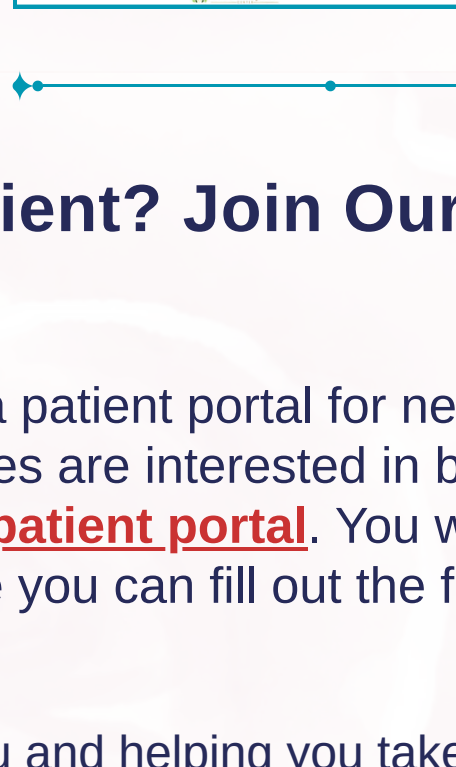 ient? Join Our
a patient portal for ne
es are interested in b
patient portal. You w
e you can fill out the f
u and helping you take